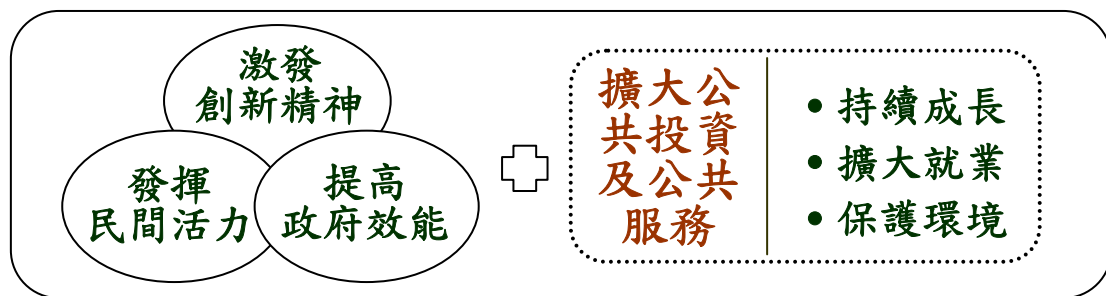 激發
創新精神
發揮
民間活力
提高
政府效能
擴大公
共投資
及公共
服務
• 持續成長
• 擴大就業
• 保護環境